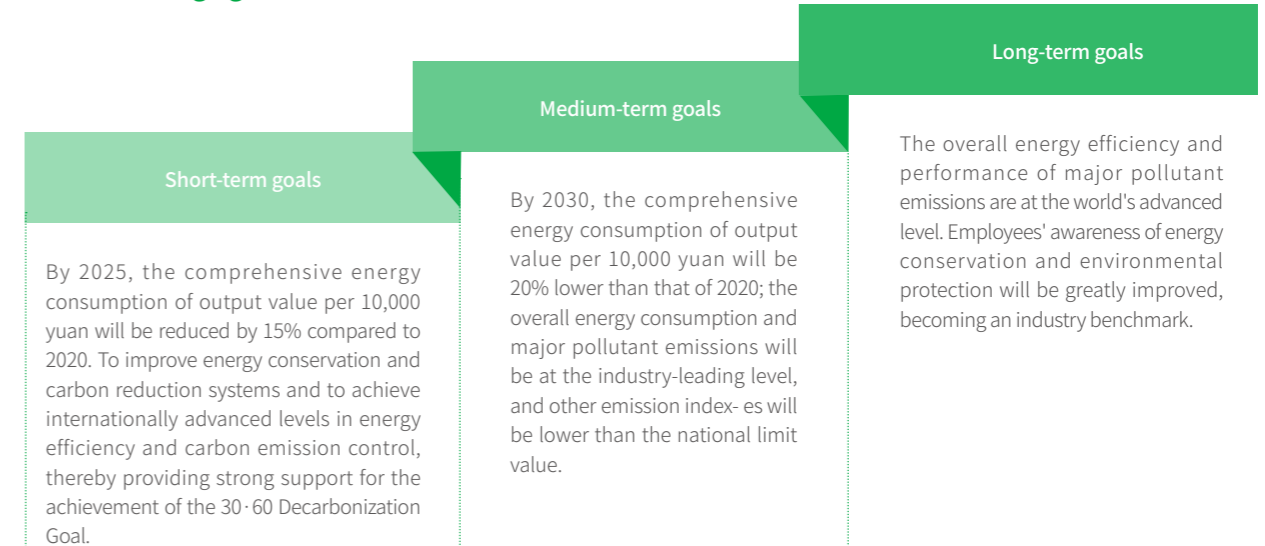 Short-term goals
By 2025, the comprehensive energy
consumption of output value per 10,000
yuan will be reduced by 15% compared to
2020. To improve energy conservation and
carbon reduction systems and to achieve
internationally advanced levels in energy
efficiency and carbon emission control,
thereby providing strong support for the
achievement of the 30·60 Decarbonization
Goal.
Medium-term goals
By 2030, the comprehensive
energy consumption of output
value per 10,000 yuan will be
20% lower than that of 2020; the
overall energy consumption and
major pollutant emissions will
be at the industry-leading level,
and other emission index- es will
be lower than the national limit
value.
Long-term goals
The overall energy efficiency and
performance of major pollutant
emissions are at the world's advanced
level. Employees' awareness of energy
conservation and environmental
protection will be greatly improved,
becoming an industry benchmark.